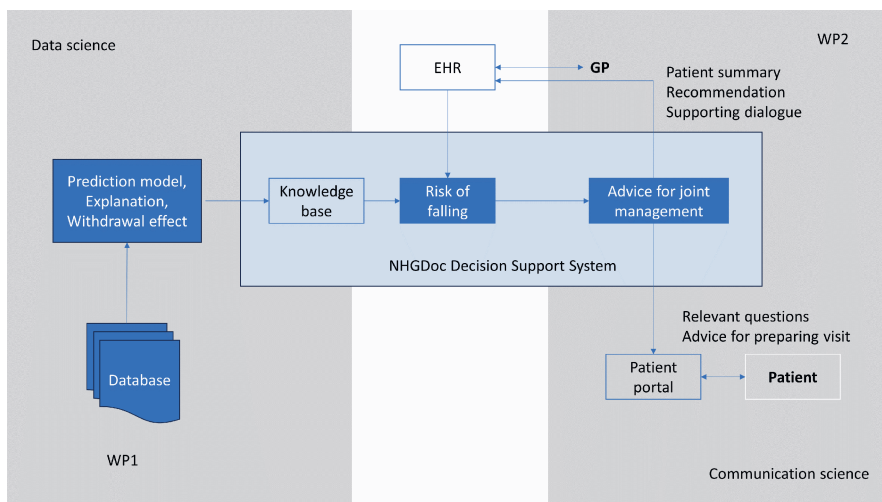 Data science
WP2
EHR
GP
Patient summary
Recommendation
Supporting dialogue
Prediction model,
Explanation,
Withdrawal effect
Knowledge
base
Risk of
falling
Advice for joint
management
NHGDoc Decision Support System
Relevant questions
Advice for preparing visit
Database
Patient
portal
Patient
WP1
Communication science